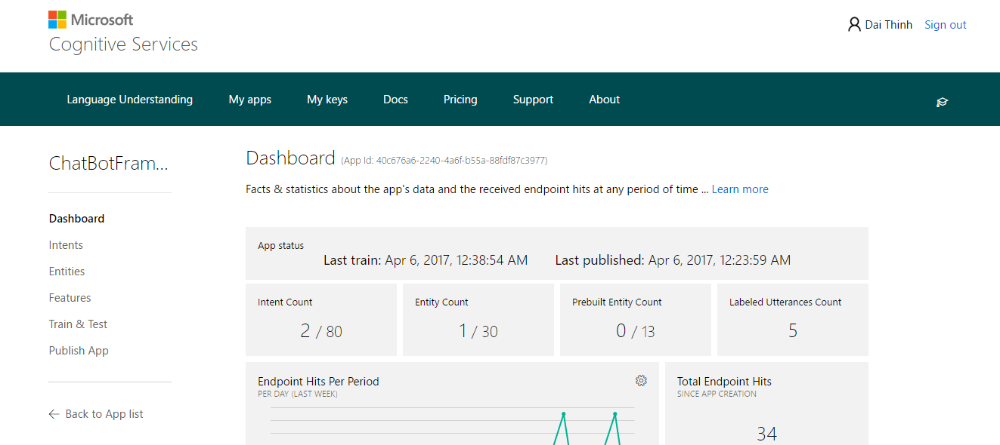 Microsoft
Cognitive Services
Dai Thinh Sign out
Language Understanding My apps My keys Docs Pricing Support About
ChatBotFram...
Dashboard
Intents
Entities
Features
Train & Test
Publish App
Back to App list
Dashboard (App Id: 40c676a6-2240-4a6f-b55a-88fdf87c3977)
Facts & statistics about the app's data and the received endpoint hits at any period of time ... Learn more
App status
Last train: Apr 6, 2017, 12:38:54 AM Last published: Apr 6, 2017, 12:23:59 AM
Intent Count
2 / 80
Entity Count
1 / 30
Prebuilt Entity Count
0 / 13
Labeled Utterances Count
5
Endpoint Hits Per Period
PER DAY (LAST WEEK)
Total Endpoint Hits
SINCE APP CREATION
34